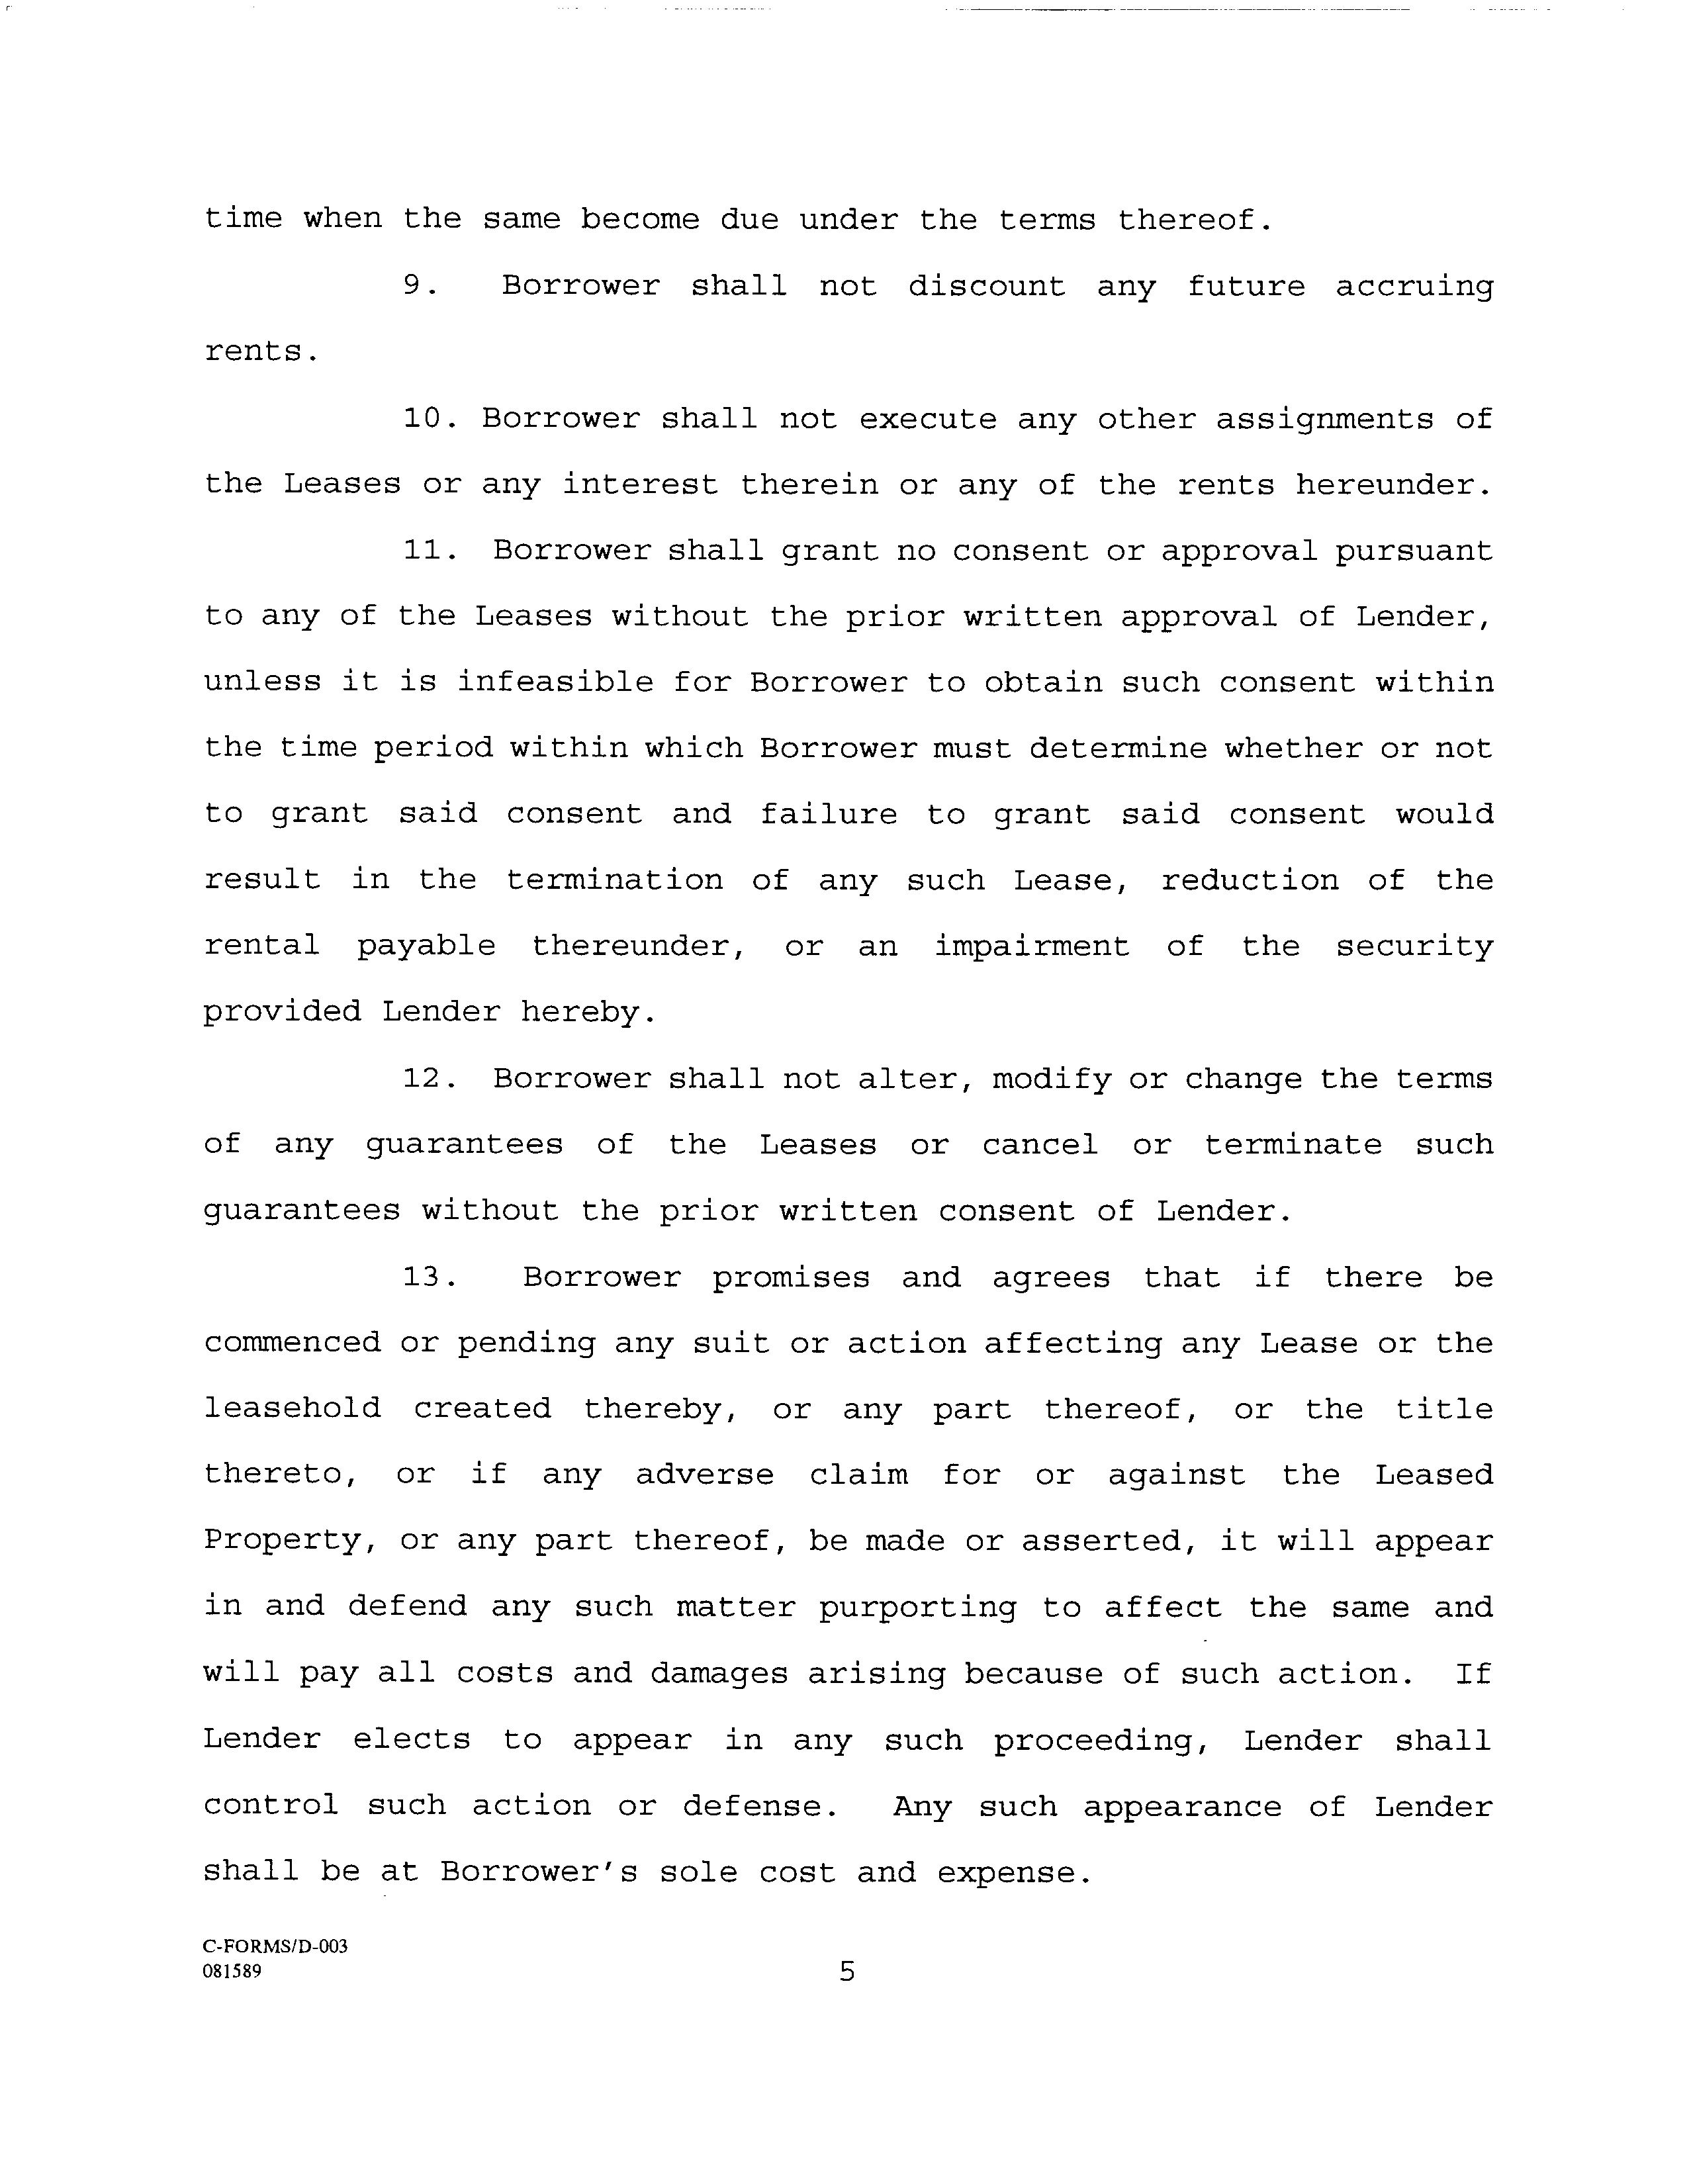 time when the same become due under the terms thereof.
9. Borrower shall not discount any future accruing
rents.
10. Borrower shall not execute any other assignments of
the Leases or any interest therein or any of the rents hereunder.
11. Borrower shall grant no consent or approval pursuant
to any of the Leases without the prior written approval of Lender,
unless it is infeasible for Borrower to obtain such consent within
the time period within which Borrower must determine whether or not
to grant said consent and failure to grant said consent would
result in the termination of any such Lease, reduction of the
rental payable thereunder, or an impairment of the security
provided Lender hereby.
12. Borrower shall not alter, modify or change the terms
of any guarantees of the Leases or cancel or terminate such
guarantees without the prior written consent of Lender.
13. Borrower promises and agrees that if there be
commenced or pending any suit or action affecting any Lease or the
leasehold created thereby, or any part thereof, or the title
thereto, or if any adverse claim for or against the Leased
Property, or any part thereof, be made or asserted, it will appear
in and defend any such matter purporting to affect the same and
will pay all costs and damages arising because of such action. If
Lender elects to appear in any such proceeding, Lender shall
control such action or defense. Any such appearance of Lender
shall be at Borrower's sole cost and expense.
C-FORMS/D-003
081589
5